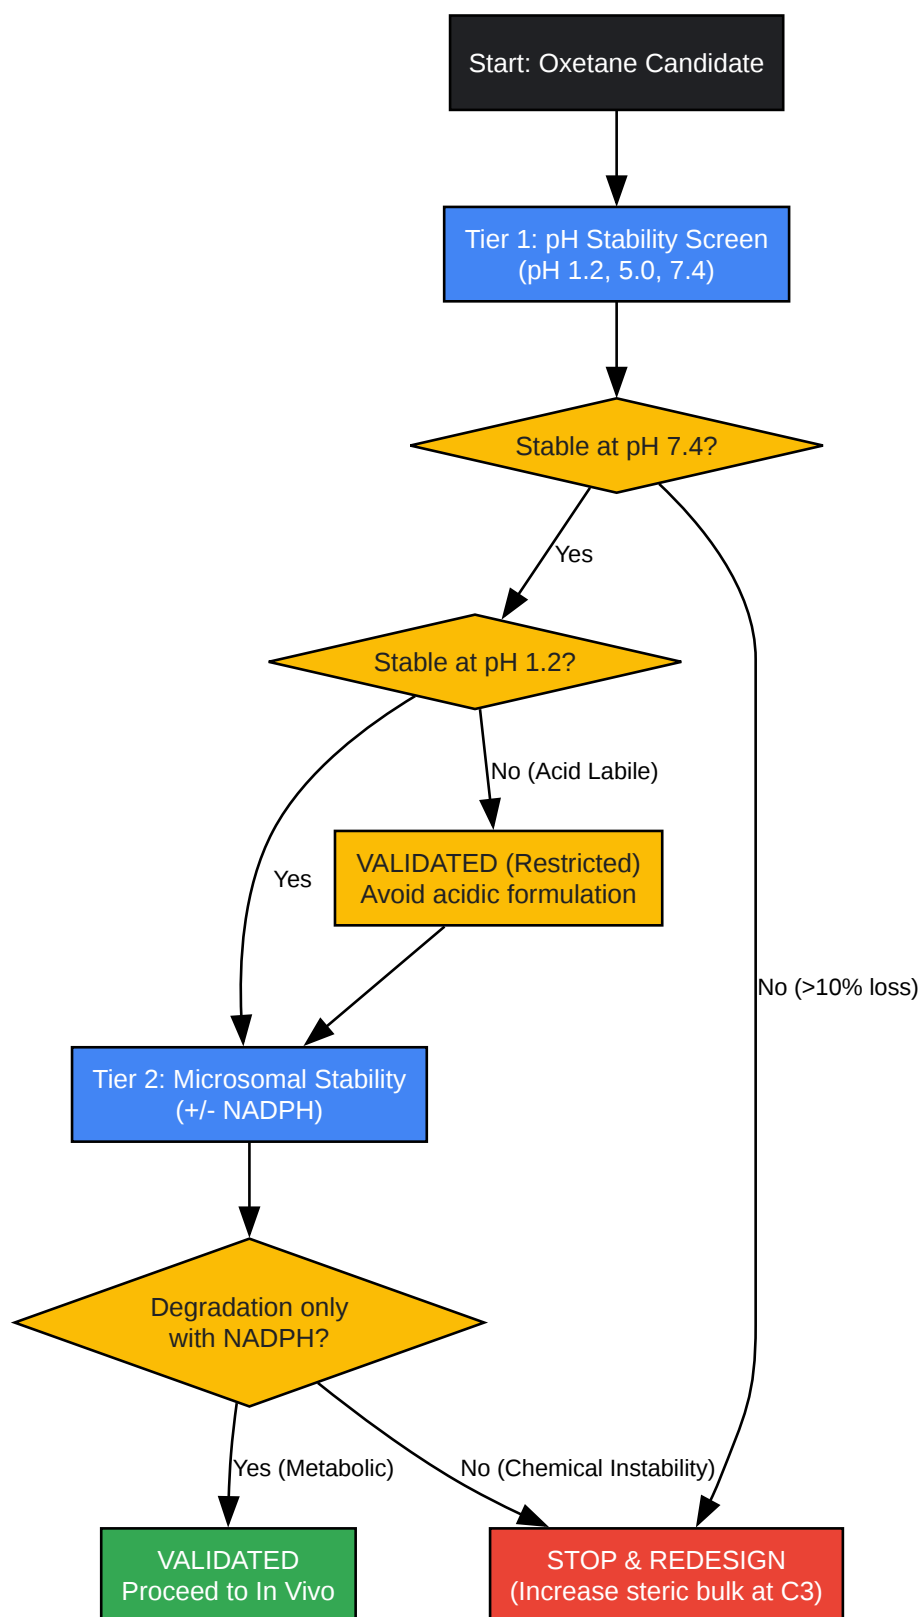 Start: Oxetane Candidate
Tier 1: pH Stability Screen
(pH 1.2, 5.0, 7.4)
Stable at pH 7.4?
Yes
Stable at pH 1.2?
No (Acid Labile)
VALIDATED (Restricted)
Avoid acidic formulation
Yes
No (>10% loss)
Tier 2: Microsomal Stability
(+/- NADPH)
Degradation only
with NADPH?
Yes (Metabolic)
No (Chemical Instability)
VALIDATED
Proceed to In Vivo
STOP & REDESIGN
(Increase steric bulk at C3)